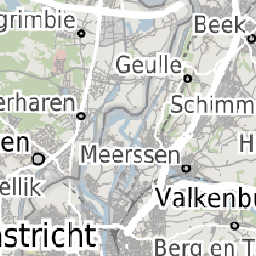 grimbie
Beek
Geulle
erharen
Schimm
en
H
Meerssen
ellik
Valkenbu
stricht
Berg en T